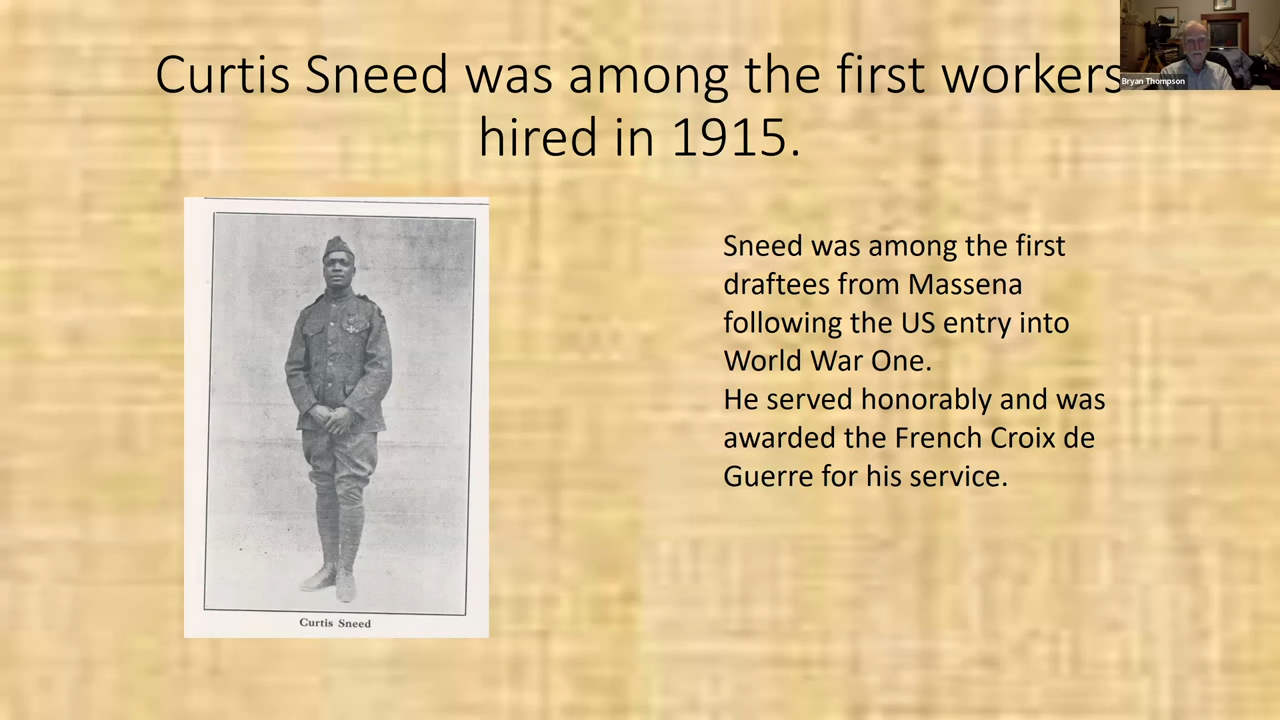 Curtis Sneed was among the first workers
hired in 1915.
Bryan Thompson
Sneed was among the first
draftees from Massena
following the US entry into
World War One.
He served honorably and was
awarded the French Croix de
Guerre for his service.
Curtis Sneed